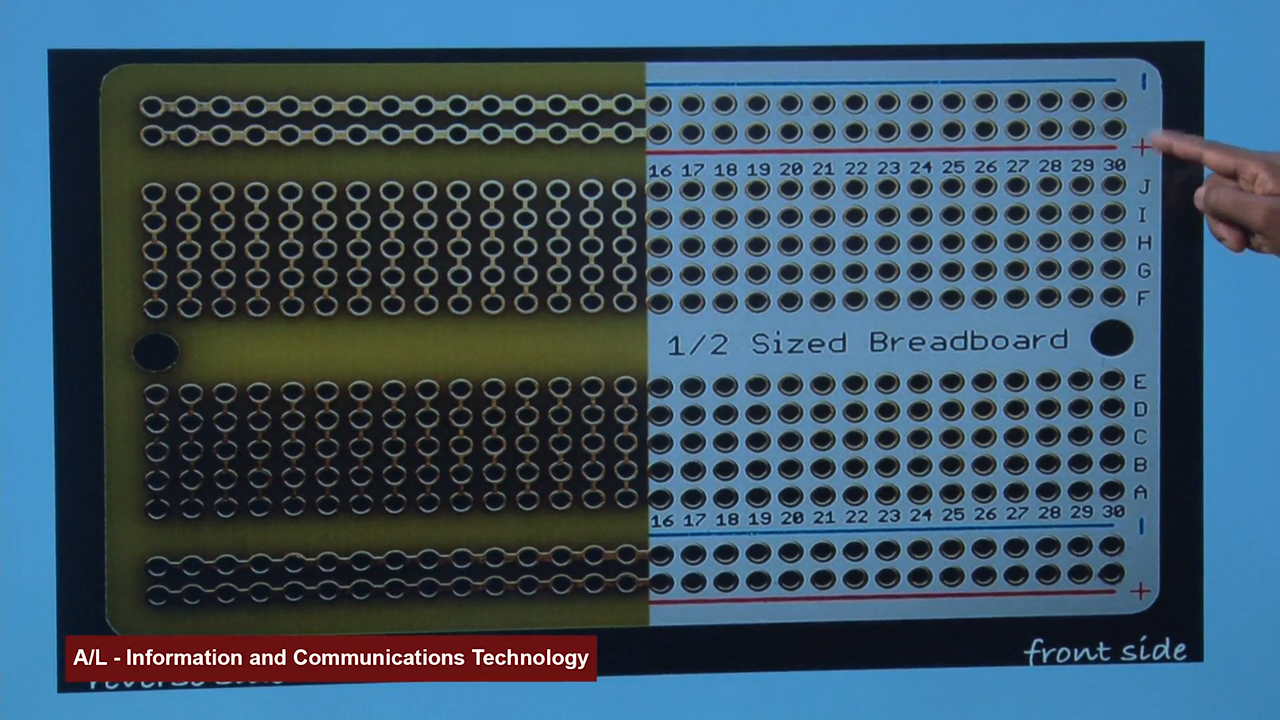 -
+
16 17 18 19 20 21 22 23 24 25 26 27 28 29 30
J
I
H
G
F
1/2 Sized Breadboard
E
D
C
B
A
16 17 18 19 20 21 22 23 24 25 26 27 28 29 30
-
+
front side
A/L - Information and Communications Technology